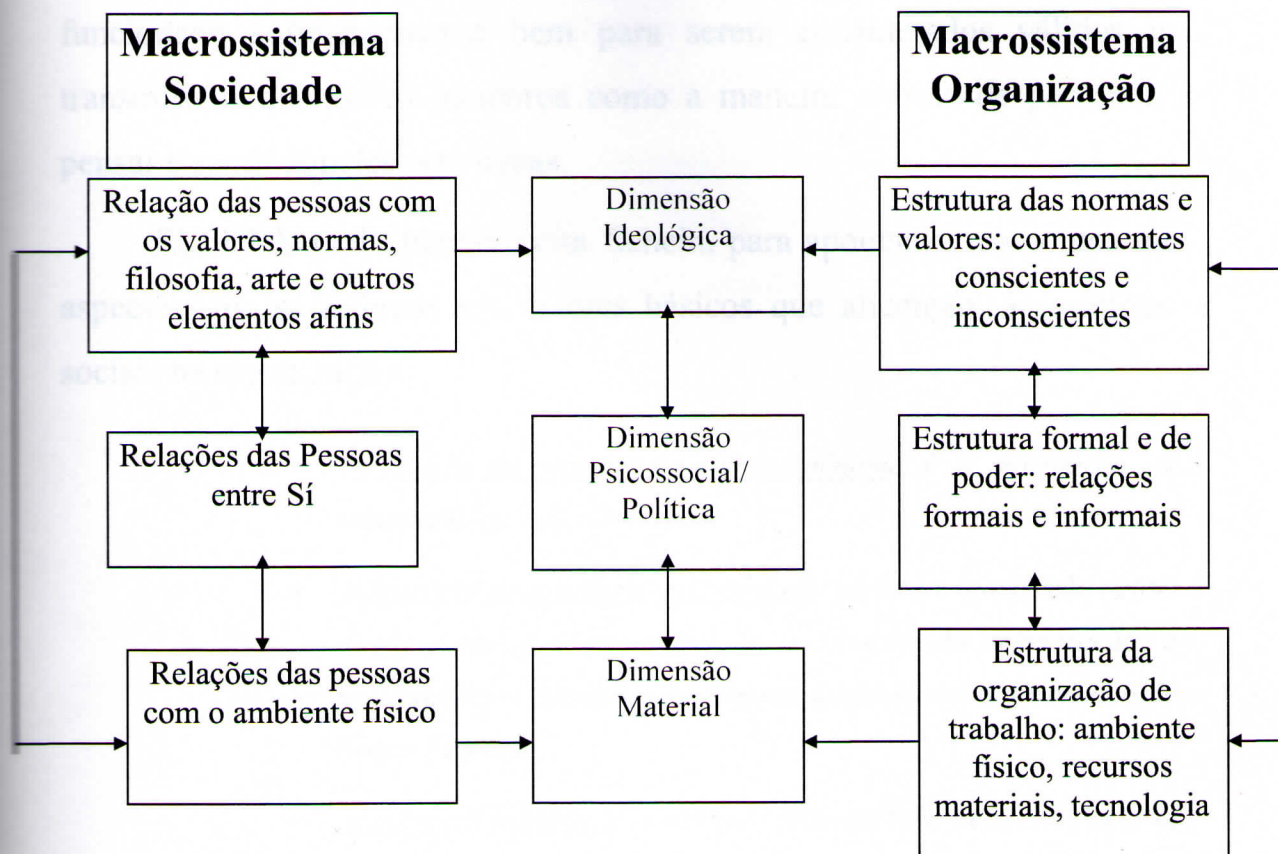 Macrossistema
Sociedade
Macrossistema
Organização
Relação das pessoas com
os valores, normas,
filosofia, arte e outros
elementos afins
Dimensão
Ideológica
Estrutura das normas e
valores: componentes
conscientes e
inconscientes
Relações das Pessoas
entre Sí
Dimensão
Psicossocial/
Política
Estrutura formal e de
poder: relações
formais e informais
Relações das pessoas
com o ambiente físico
Dimensão
Material
Estrutura da
organização de
trabalho: ambiente
físico, recursos
materiais, tecnologia